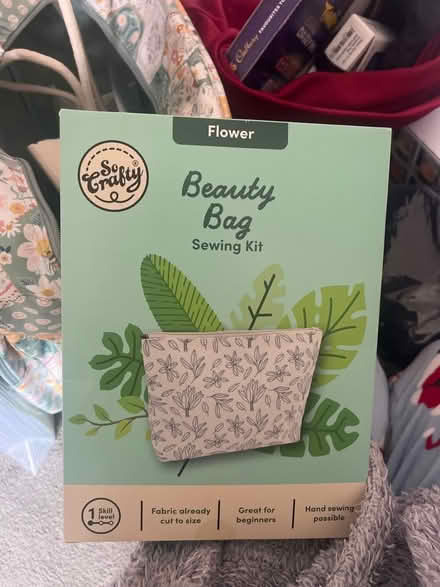 Cadbury
Flower
So
Crafty
Beauty
Bag
Sewing Kit
1 Skill
level
Fabric already
cut to size
Great for
beginners
Hand sewing
possible